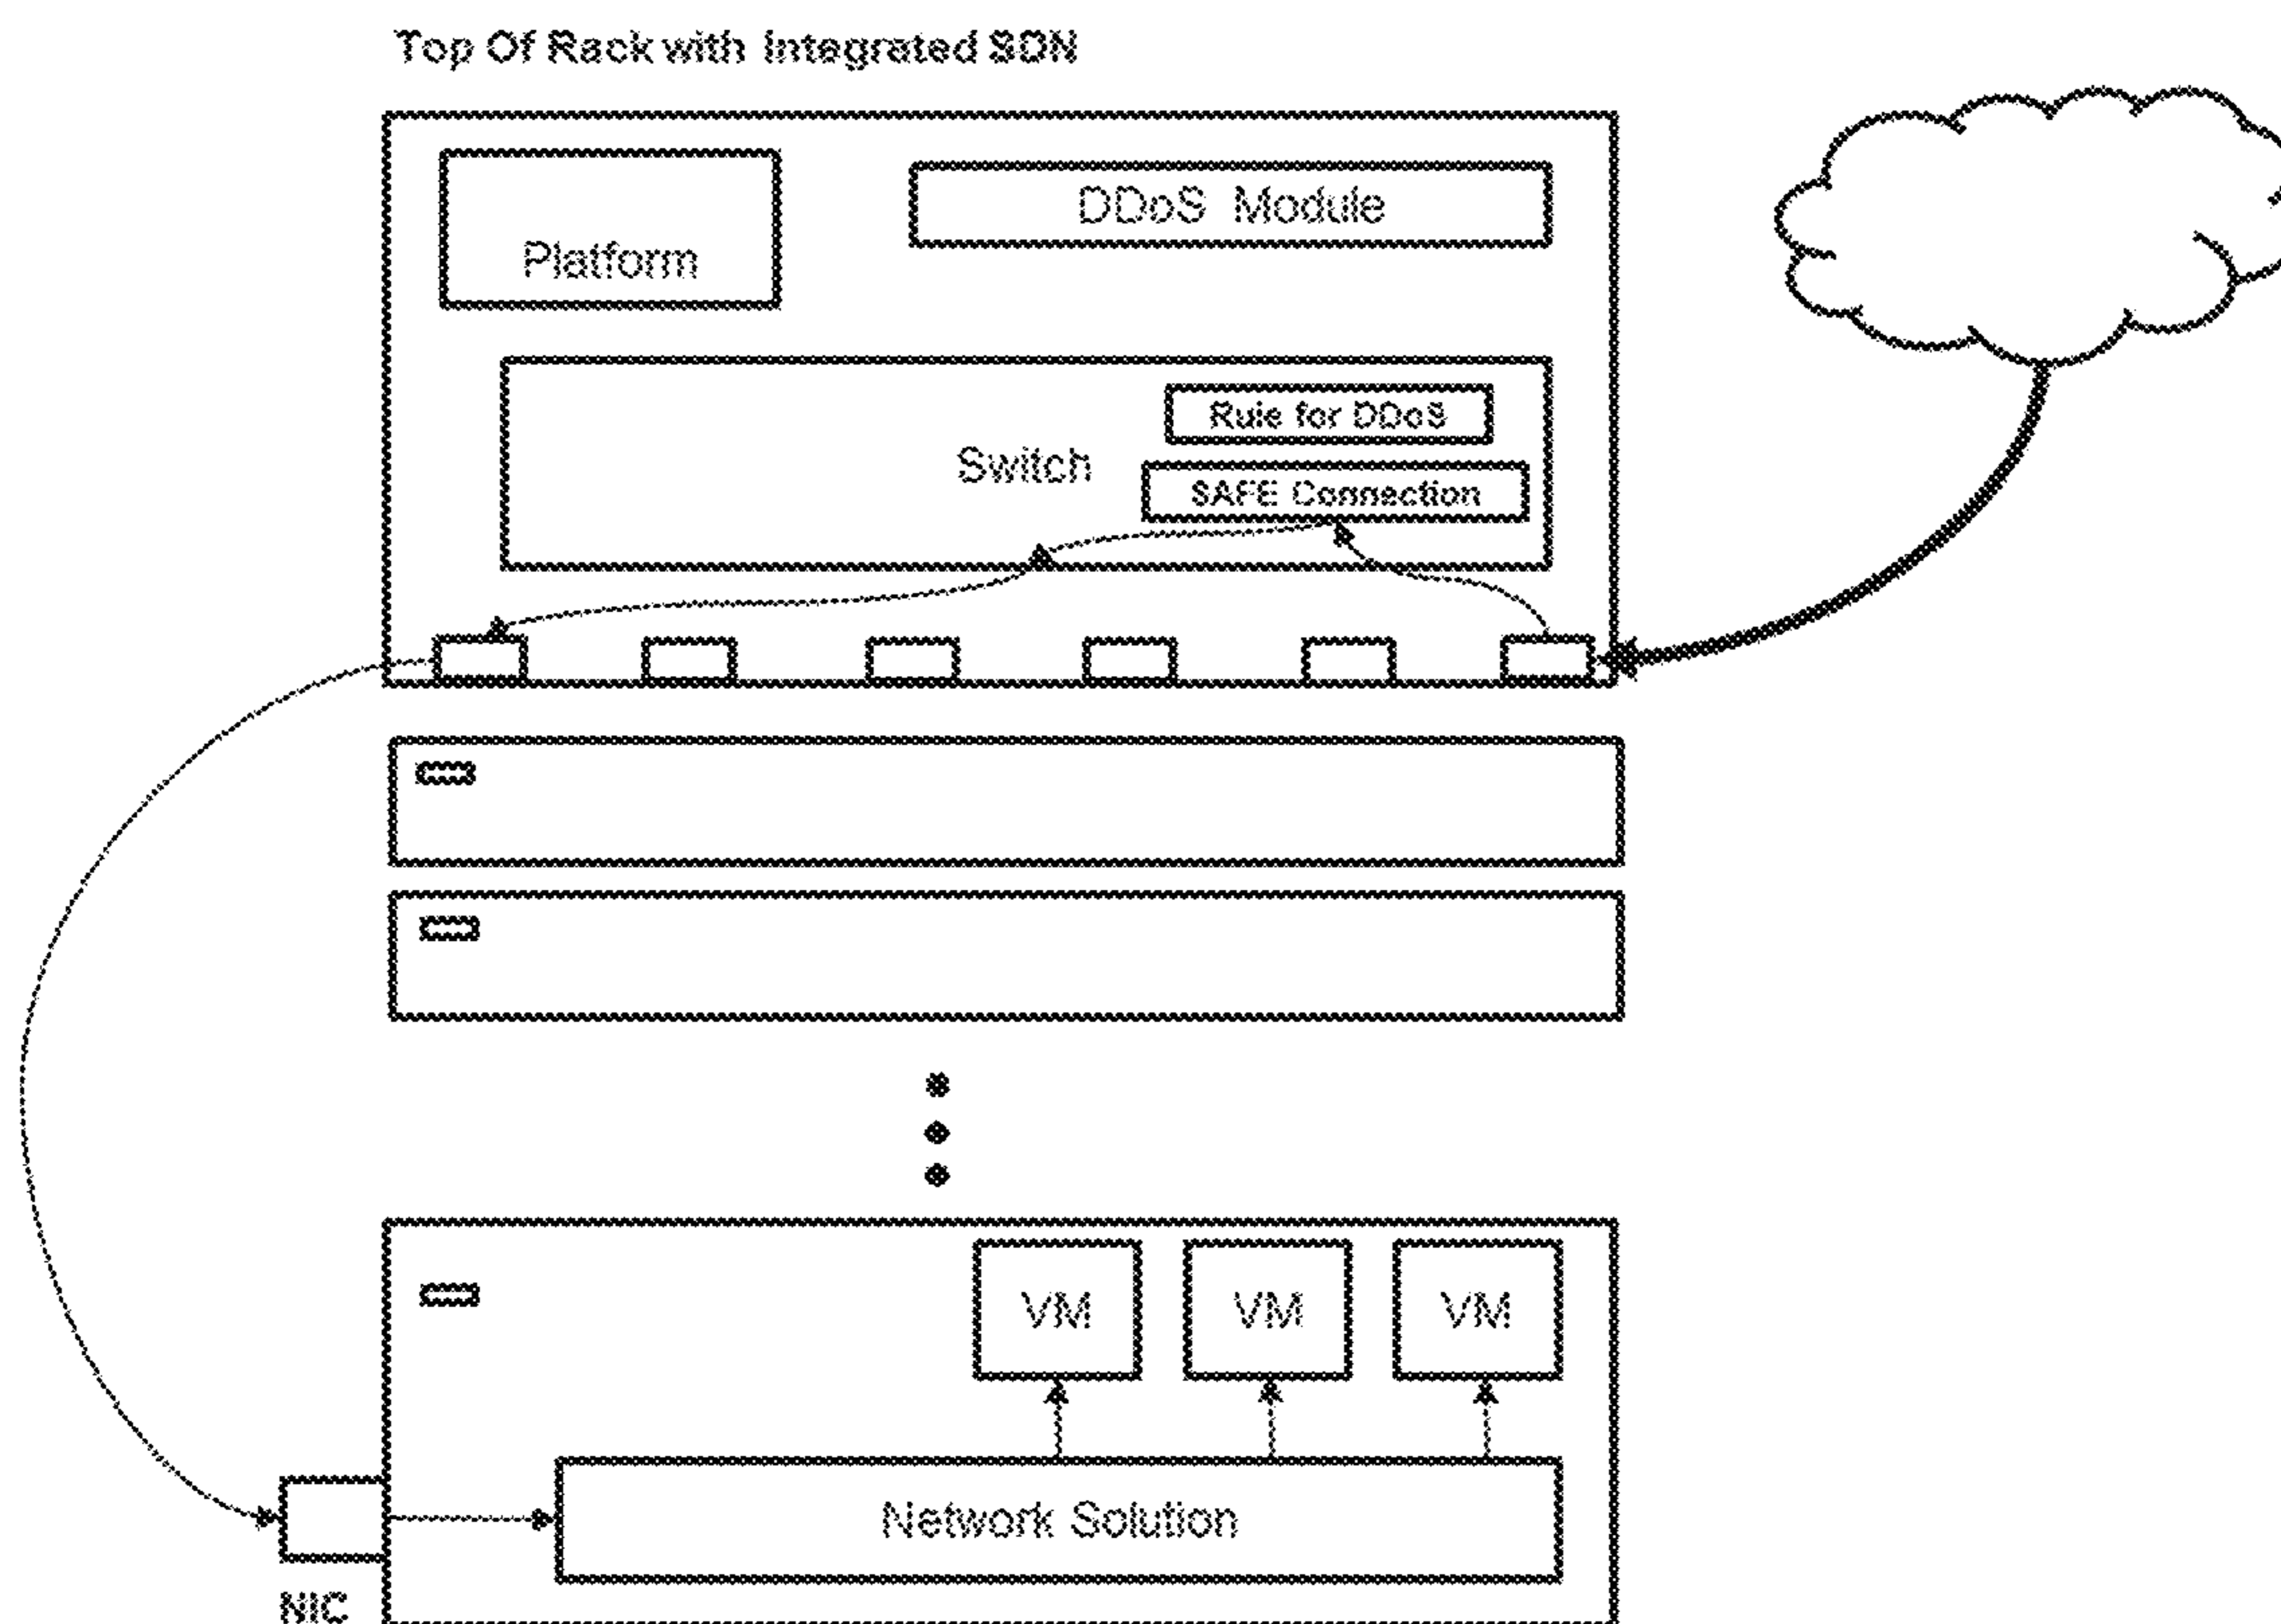 Top Of Rack with Integrated SDN
Platform
DDoS Module
Switch
Rule for DDoS
SAFE Connection
VM
VM
VM
Network Solution
NIC